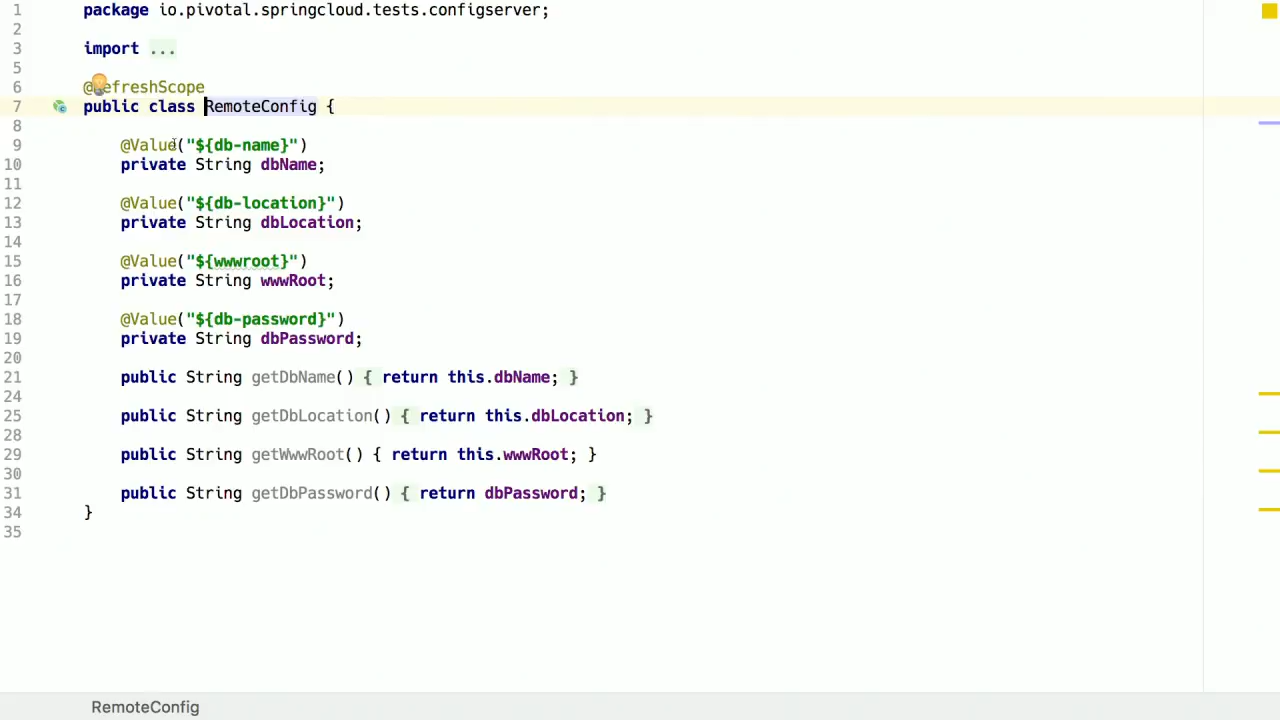 1 package io.pivotal.springcloud.tests.configserver;
2
3 import ...
5
6 @RefreshScope
7 public class RemoteConfig {
8
9 @Value("${db-name}")
10 private String dbName;
11
12 @Value("${db-location}")
13 private String dbLocation;
14
15 @Value("${wwwroot}")
16 private String wwwRoot;
17
18 @Value("${db-password}")
19 private String dbPassword;
20
21 public String getDbName() { return this.dbName; }
24
25 public String getDbLocation() { return this.dbLocation; }
28
29 public String getWwwRoot() { return this.wwwRoot; }
30
31 public String getDbPassword() { return dbPassword; }
34 }
35
RemoteConfig